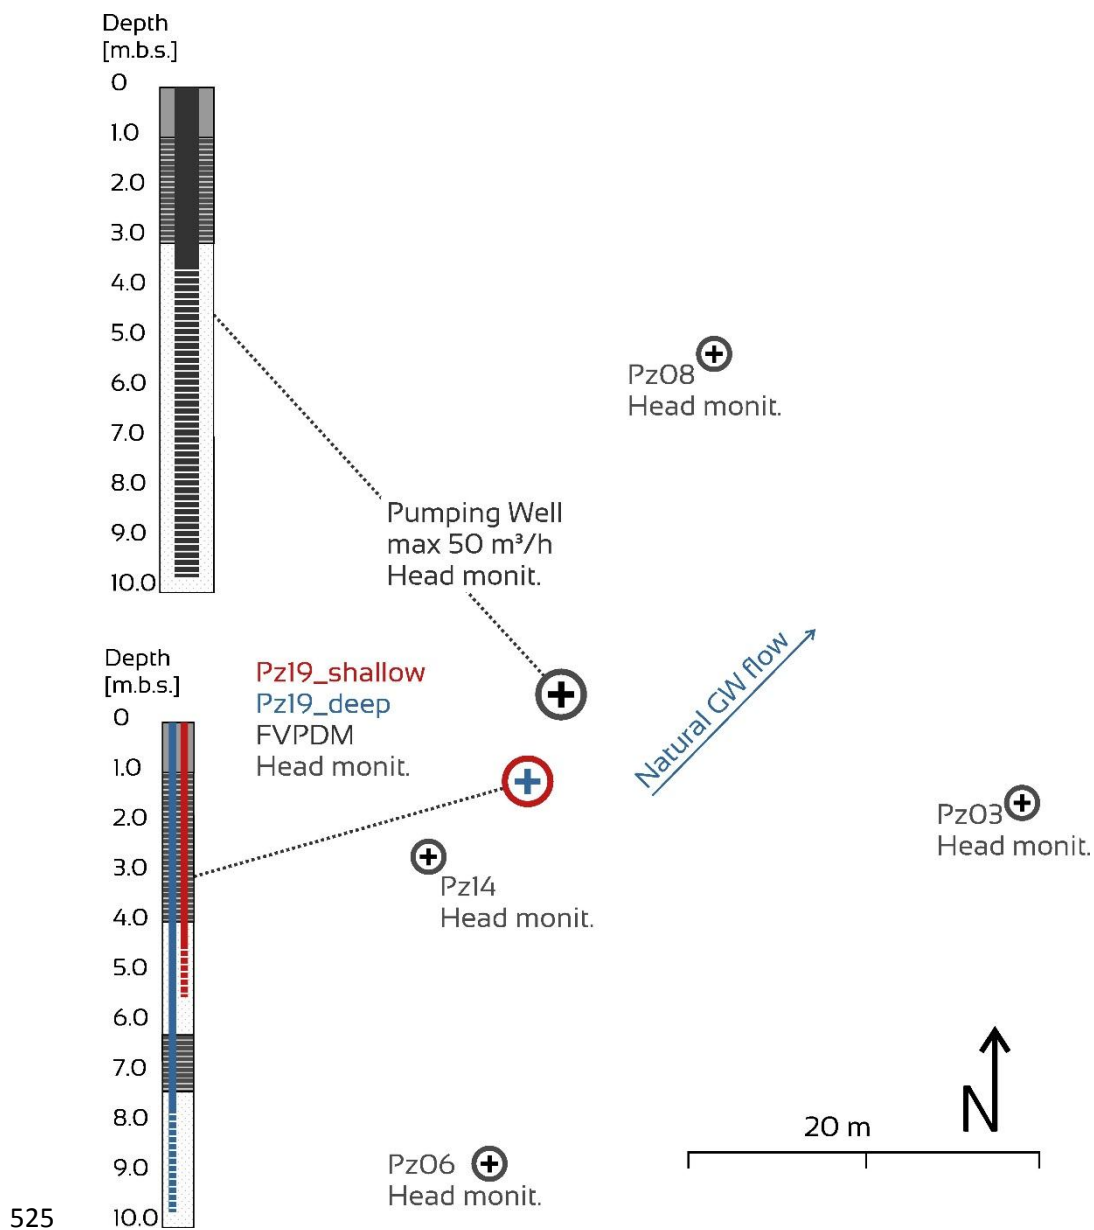 Depth
[m.b.s.]
0
1.0
2.0
3.0
4.0
5.0
6.0
7.0
8.0
9.0
10.0
Pz08
Head monit.
Pumping Well
max 50 m³/h
Head monit.
Depth
[m.b.s.]
0
1.0
2.0
3.0
4.0
5.0
6.0
7.0
8.0
9.0
10.0
Pz19_shallow
Pz19_deep
FVPDM
Head monit.
Natural GW flow
Pz03
Head monit.
Pz14
Head monit.
N
20 m
Pz06
Head monit.
525